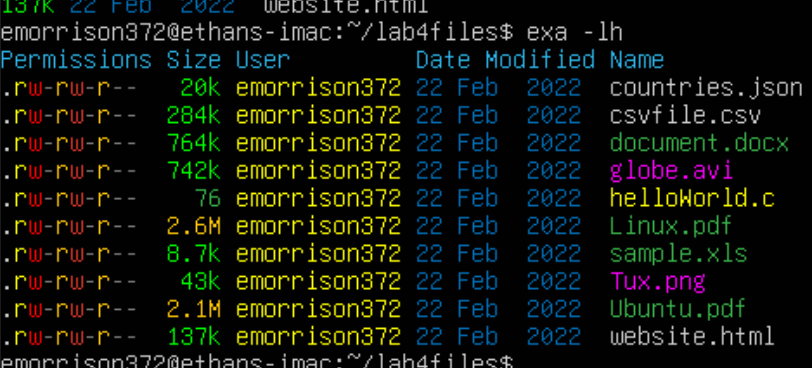 137k 22 Feb  2022  website.html
emorrison372@ethans-imac:~/lab4files$ exa -lh
Permissions Size User         Date Modified Name
.rw-rw-r--   20k emorrison372 22 Feb  2022  countries.json
.rw-rw-r--  284k emorrison372 22 Feb  2022  csvfile.csv
.rw-rw-r--  764k emorrison372 22 Feb  2022  document.docx
.rw-rw-r--  742k emorrison372 22 Feb  2022  globe.avi
.rw-rw-r--    76 emorrison372 22 Feb  2022  helloWorld.c
.rw-rw-r--  2.6M emorrison372 22 Feb  2022  Linux.pdf
.rw-rw-r--  8.7k emorrison372 22 Feb  2022  sample.xls
.rw-rw-r--   43k emorrison372 22 Feb  2022  Tux.png
.rw-rw-r--  2.1M emorrison372 22 Feb  2022  Ubuntu.pdf
.rw-rw-r--  137k emorrison372 22 Feb  2022  website.html
emorrison372@ethans-imac:~/lab4files$